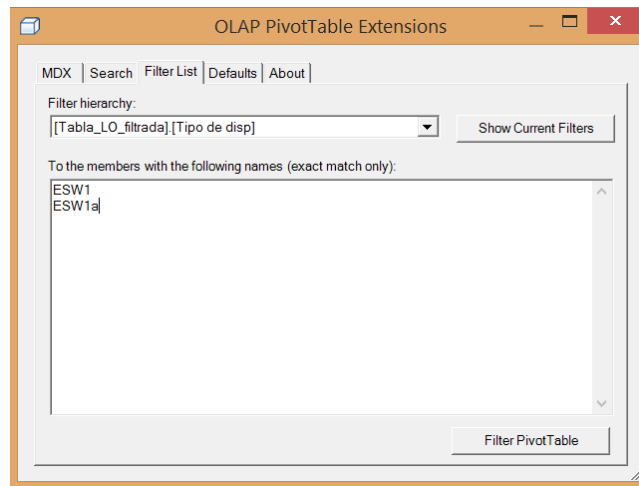 OLAP PivotTable Extensions
MDX Search Filter List Defaults About
Filter hierarchy:
[Tabla_LO_filtrada].[Tipo de disp] Show Current Filters
To the members with the following names (exact match only):
ESW1
ESW1a
Filter PivotTable